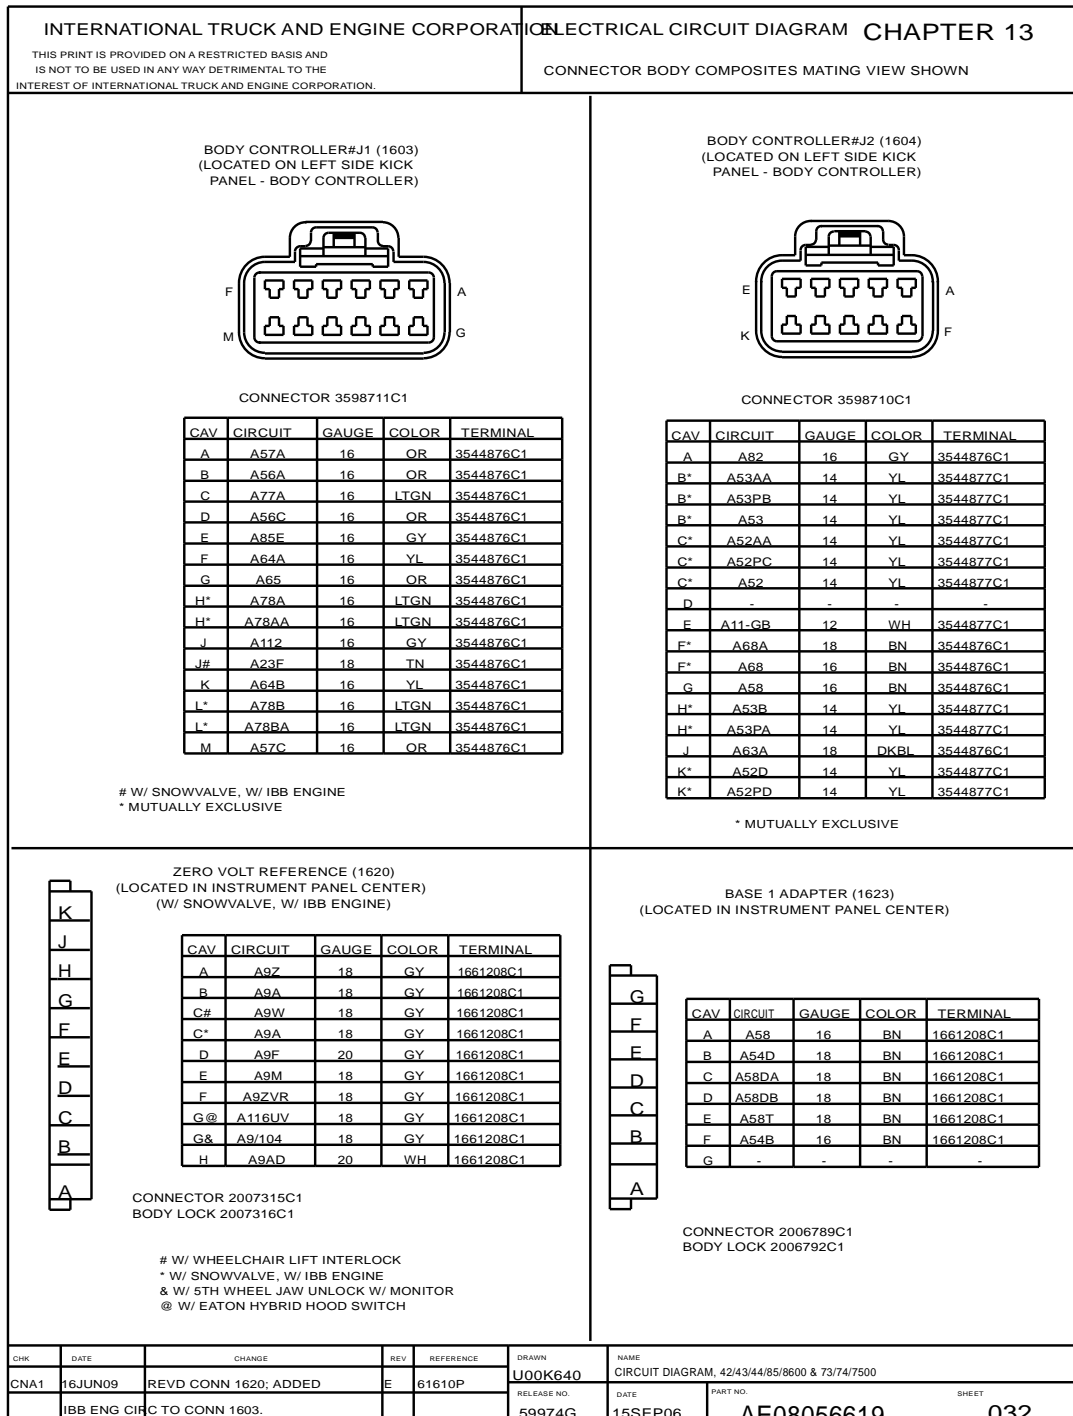 INTERNATIONAL TRUCK AND ENGINE CORPORATION
THIS PRINT IS PROVIDED ON A RESTRICTED BASIS AND
IS NOT TO BE USED IN ANY WAY DETRIMENTAL TO THE
INTEREST OF INTERNATIONAL TRUCK AND ENGINE CORPORATION.
ELECTRICAL CIRCUIT DIAGRAM CHAPTER 13
CONNECTOR BODY COMPOSITES MATING VIEW SHOWN
BODY CONTROLLER#J1 (1603)
(LOCATED ON LEFT SIDE KICK
PANEL - BODY CONTROLLER)
F A
M G
CONNECTOR 3598711C1
CAV CIRCUIT GAUGE COLOR TERMINAL
A A57A 16 OR 3544876C1
B A56A 16 OR 3544876C1
C A77A 16 LTGN 3544876C1
D A56C 16 OR 3544876C1
E A85E 16 GY 3544876C1
F A64A 16 YL 3544876C1
G A65 16 OR 3544876C1
H* A78A 16 LTGN 3544876C1
H* A78AA 16 LTGN 3544876C1
J A112 16 GY 3544876C1
J# A23F 18 TN 3544876C1
K A64B 16 YL 3544876C1
L* A78B 16 LTGN 3544876C1
L* A78BA 16 LTGN 3544876C1
M A57C 16 OR 3544876C1
# W/ SNOWVALVE, W/ IBB ENGINE
* MUTUALLY EXCLUSIVE
BODY CONTROLLER#J2 (1604)
(LOCATED ON LEFT SIDE KICK
PANEL - BODY CONTROLLER)
E A
K F
CONNECTOR 3598710C1
CAV CIRCUIT GAUGE COLOR TERMINAL
A A82 16 GY 3544876C1
B* A53AA 14 YL 3544877C1
B* A53PB 14 YL 3544877C1
B* A53 14 YL 3544877C1
C* A52AA 14 YL 3544877C1
C* A52PC 14 YL 3544877C1
C* A52 14 YL 3544877C1
D - - - -
E A11-GB 12 WH 3544877C1
F* A68A 18 BN 3544876C1
F* A68 16 BN 3544876C1
G A58 16 BN 3544876C1
H* A53B 14 YL 3544877C1
H* A53PA 14 YL 3544877C1
J A63A 18 DKBL 3544876C1
K* A52D 14 YL 3544877C1
K* A52PD 14 YL 3544877C1
* MUTUALLY EXCLUSIVE
ZERO VOLT REFERENCE (1620)
(LOCATED IN INSTRUMENT PANEL CENTER)
(W/ SNOWVALVE, W/ IBB ENGINE)
K
J
H
G
F
E
D
C
B
A
CAV CIRCUIT GAUGE COLOR TERMINAL
A A9Z 18 GY 1661208C1
B A9A 18 GY 1661208C1
C# A9W 18 GY 1661208C1
C* A9A 18 GY 1661208C1
D A9F 20 GY 1661208C1
E A9M 18 GY 1661208C1
F A9ZVR 18 GY 1661208C1
G@ A116UV 18 GY 1661208C1
G& A9/104 18 GY 1661208C1
H A9AD 20 WH 1661208C1
CONNECTOR 2007315C1
BODY LOCK 2007316C1
# W/ WHEELCHAIR LIFT INTERLOCK
* W/ SNOWVALVE, W/ IBB ENGINE
& W/ 5TH WHEEL JAW UNLOCK W/ MONITOR
@ W/ EATON HYBRID HOOD SWITCH
BASE 1 ADAPTER (1623)
(LOCATED IN INSTRUMENT PANEL CENTER)
G
F
E
D
C
B
A
CAV CIRCUIT GAUGE COLOR TERMINAL
A A58 16 BN 1661208C1
B A54D 18 BN 1661208C1
C A58DA 18 BN 1661208C1
D A58DB 18 BN 1661208C1
E A58T 18 BN 1661208C1
F A54B 16 BN 1661208C1
G - - - -
CONNECTOR 2006789C1
BODY LOCK 2006792C1
CHK DATE CHANGE REV REFERENCE
CNA1 16JUN09 REVD CONN 1620; ADDED E 61610P
IBB ENG CIRC TO CONN 1603.
DRAWN
U00K640
NAME
CIRCUIT DIAGRAM, 42/43/44/85/8600 & 73/74/7500
RELEASE NO.
59974G
DATE
15SEP06
PART NO.
AE08056619
SHEET
032